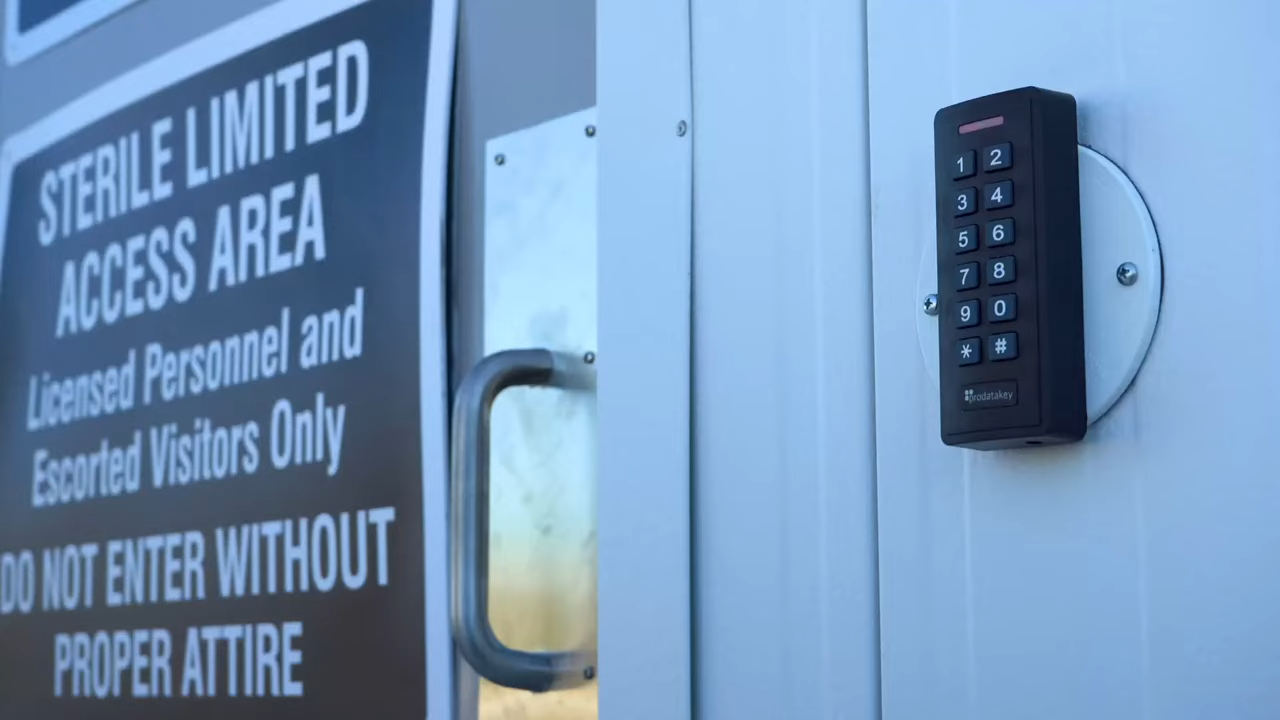 STERILE LIMITED
ACCESS AREA
Licensed Personnel and
Escorted Visitors Only
DO NOT ENTER WITHOUT
PROPER ATTIRE
1 2
3 4
5 6
7 8
9 0
* #
prodatakey